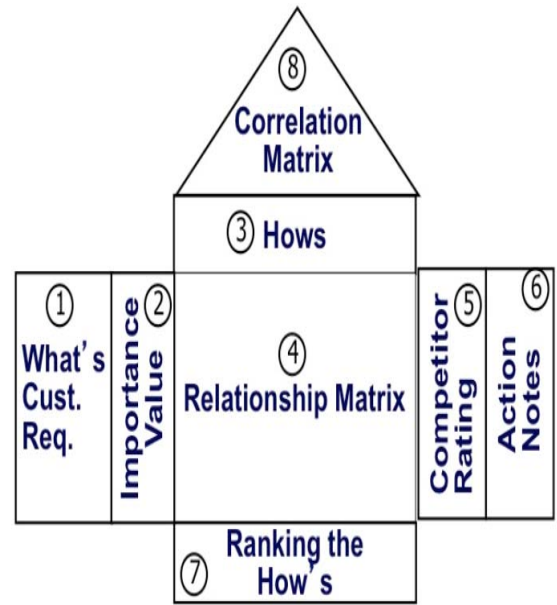 8
Correlation
Matrix
3 Hows
1
What's
Cust.
Req.
2
Importance
Value
4
Relationship Matrix
5
Competitor
Rating
6
Action
Notes
Ranking the
7 How's